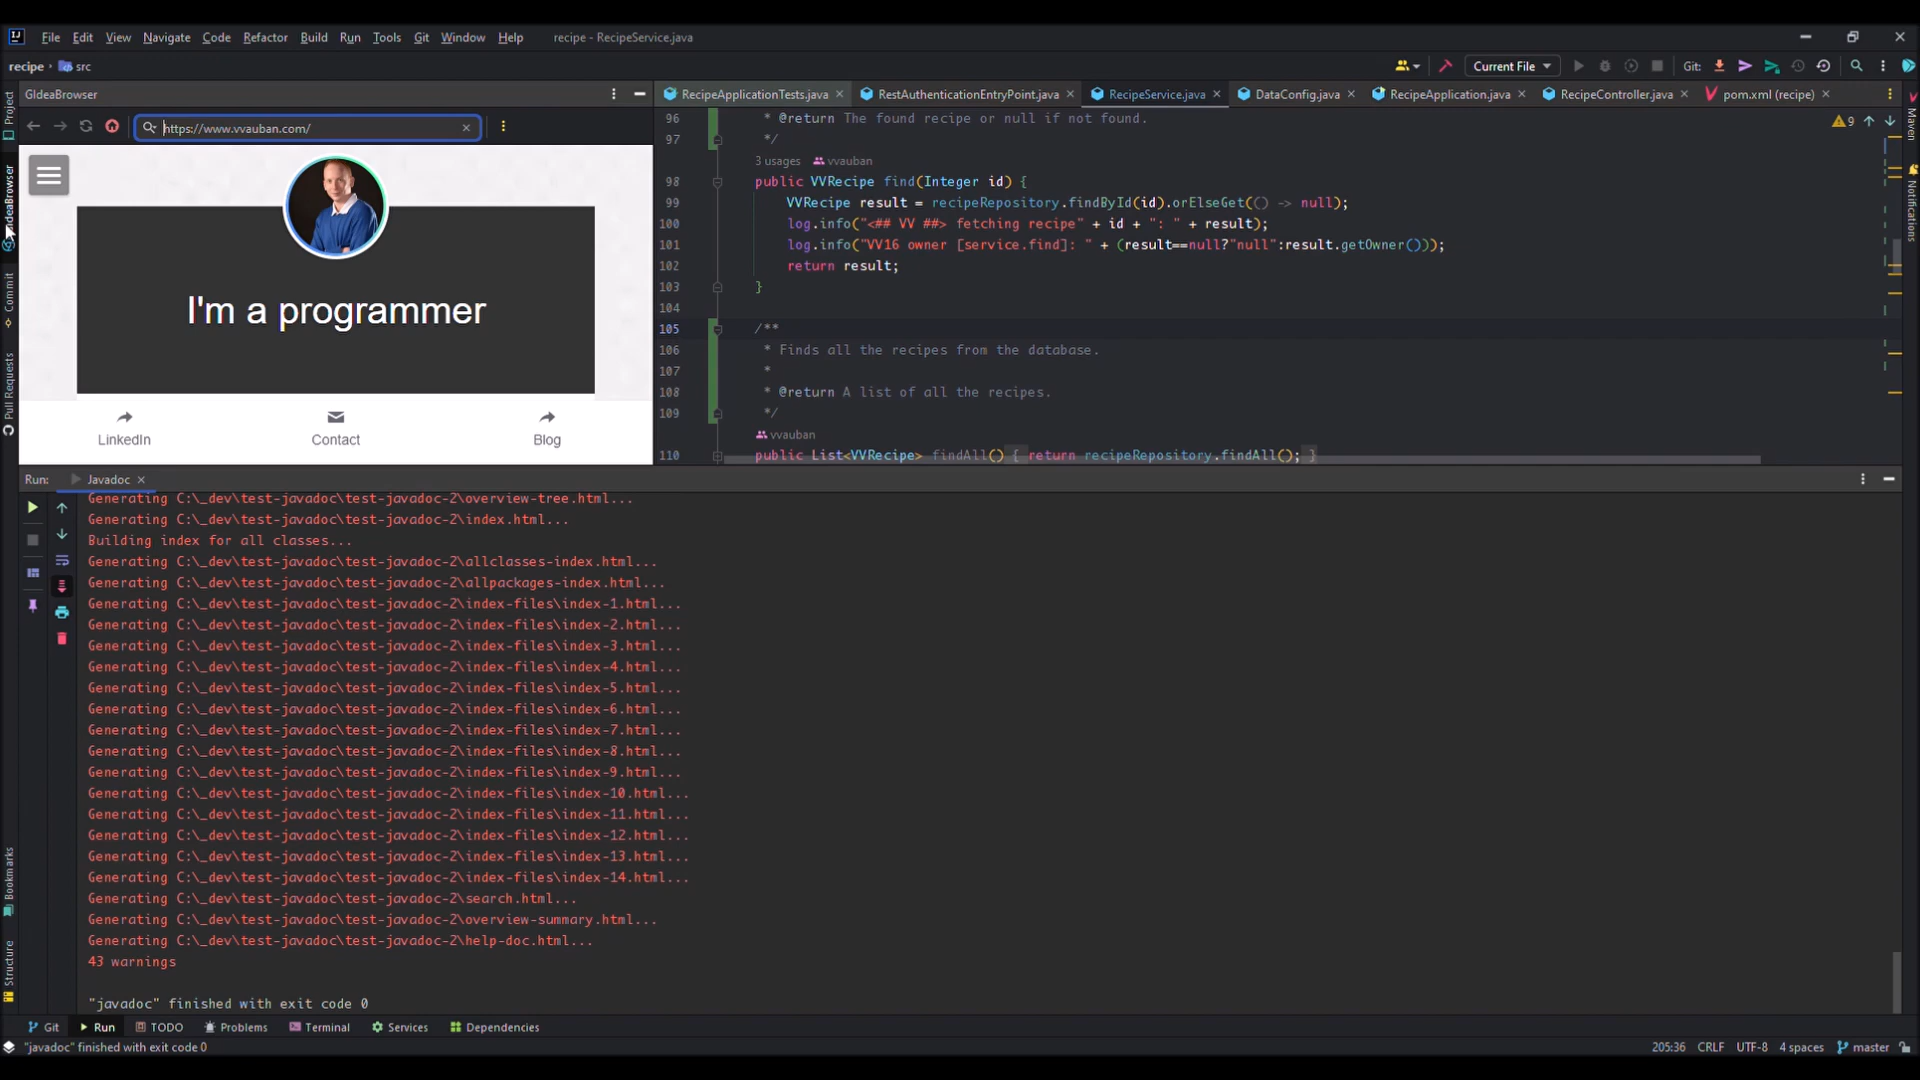 File Edit View Navigate Code Refactor Build Run Tools Git Window Help recipe - RecipeService.java
recipe src
Current File Git:
GIdeaBrowser
RecipeApplicationTests.java RestAuthenticationEntryPoint.java RecipeService.java DataConfig.java RecipeApplication.java RecipeController.java pom.xml (recipe)
https://www.vvauban.com/
I'm a programmer
LinkedIn Contact Blog
9
96 * @return The found recipe or null if not found.
97 */
3 usages vvauban
98 public VVRecipe find(Integer id) {
99 VVRecipe result = recipeRepository.findById(id).orElseGet(() -> null);
100 log.info("<## VV ##> fetching recipe" + id + ": " + result);
101 log.info("VV16 owner [service.find]: " + (result==null?"null":result.getOwner()));
102 return result;
103 }
104
105 /**
106 * Finds all the recipes from the database.
107 *
108 * @return A list of all the recipes.
109 */
vvauban
110 public List<VVRecipe> findAll() { return recipeRepository.findAll(); }
Project
GIdeaBrowser
Commit
Pull Requests
Bookmarks
Structure
Maven
Notifications
Run: Javadoc
Generating C:\_dev\test-javadoc\test-javadoc-2\overview-tree.html...
Generating C:\_dev\test-javadoc\test-javadoc-2\index.html...
Building index for all classes...
Generating C:\_dev\test-javadoc\test-javadoc-2\allclasses-index.html...
Generating C:\_dev\test-javadoc\test-javadoc-2\allpackages-index.html...
Generating C:\_dev\test-javadoc\test-javadoc-2\index-files\index-1.html...
Generating C:\_dev\test-javadoc\test-javadoc-2\index-files\index-2.html...
Generating C:\_dev\test-javadoc\test-javadoc-2\index-files\index-3.html...
Generating C:\_dev\test-javadoc\test-javadoc-2\index-files\index-4.html...
Generating C:\_dev\test-javadoc\test-javadoc-2\index-files\index-5.html...
Generating C:\_dev\test-javadoc\test-javadoc-2\index-files\index-6.html...
Generating C:\_dev\test-javadoc\test-javadoc-2\index-files\index-7.html...
Generating C:\_dev\test-javadoc\test-javadoc-2\index-files\index-8.html...
Generating C:\_dev\test-javadoc\test-javadoc-2\index-files\index-9.html...
Generating C:\_dev\test-javadoc\test-javadoc-2\index-files\index-10.html...
Generating C:\_dev\test-javadoc\test-javadoc-2\index-files\index-11.html...
Generating C:\_dev\test-javadoc\test-javadoc-2\index-files\index-12.html...
Generating C:\_dev\test-javadoc\test-javadoc-2\index-files\index-13.html...
Generating C:\_dev\test-javadoc\test-javadoc-2\index-files\index-14.html...
Generating C:\_dev\test-javadoc\test-javadoc-2\search.html...
Generating C:\_dev\test-javadoc\test-javadoc-2\overview-summary.html...
Generating C:\_dev\test-javadoc\test-javadoc-2\help-doc.html...
43 warnings
"javadoc" finished with exit code 0
Git Run TODO Problems Terminal Services Dependencies
"javadoc" finished with exit code 0 205:36 CRLF UTF-8 4 spaces master